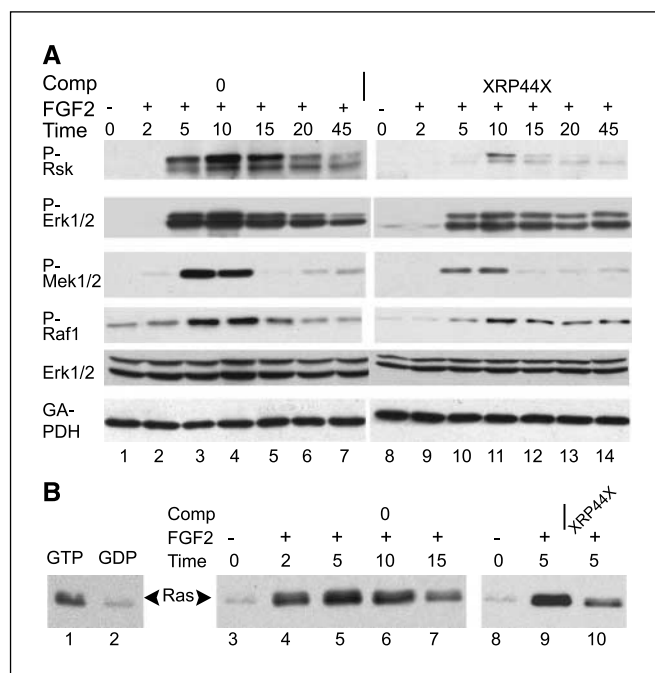 A
Comp 0 XRP44X
FGF2 - + + + + + + - + + + + + +
Time 0 2 5 10 15 20 45 0 2 5 10 15 20 45
P-
Rsk
P-
Erk1/2
P-
Mek1/2
P-
Raf1
Erk1/2
GA-
PDH
1 2 3 4 5 6 7 8 9 10 11 12 13 14
B
Comp 0 XRP44X
FGF2 - + + + + - + +
GTP GDP Time 0 2 5 10 15 0 5 5
Ras
1 2 3 4 5 6 7 8 9 10